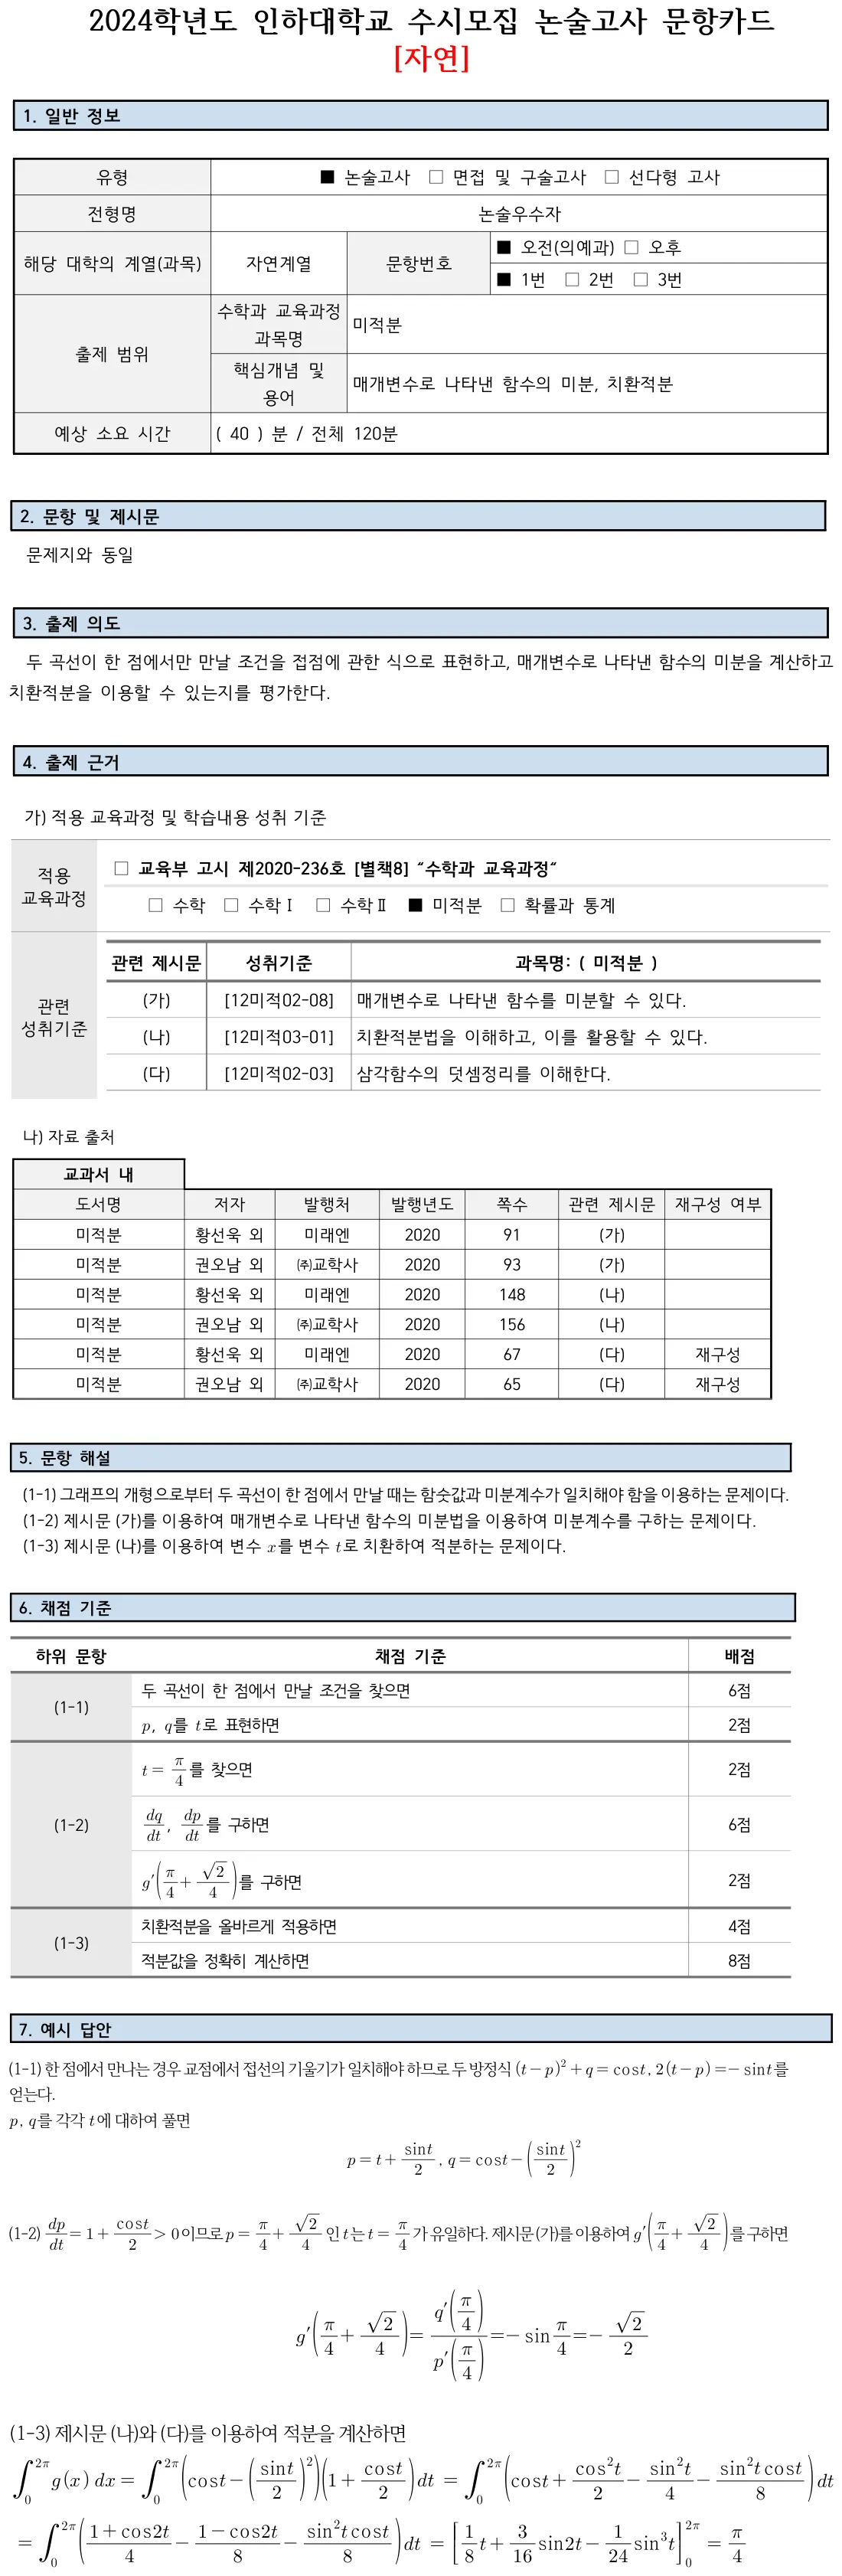 2024학년도 인하대학교 수시모집 논술고사 문항카드
[자연]
1. 일반 정보
유형 ■ 논술고사 □ 면접 및 구술고사 □ 선다형 고사
전형명 논술우수자
해당 대학의 계열(과목) 자연계열 문항번호 ■ 오전(의예과) □ 오후
■ 1번 □ 2번 □ 3번
출제 범위 수학과 교육과정 과목명 미적분
핵심개념 및 용어 매개변수로 나타낸 함수의 미분, 치환적분
예상 소요 시간 ( 40 ) 분 / 전체 120분
2. 문항 및 제시문
문제지와 동일
3. 출제 의도
두 곡선이 한 점에서만 만날 조건을 접점에 관한 식으로 표현하고, 매개변수로 나타낸 함수의 미분을 계산하고
치환적분을 이용할 수 있는지를 평가한다.
4. 출제 근거
가) 적용 교육과정 및 학습내용 성취 기준
적용 교육과정 □ 교육부 고시 제2020-236호 [별책8] “수학과 교육과정“
□ 수학 □ 수학Ⅰ □ 수학Ⅱ ■ 미적분 □ 확률과 통계
관련 성취기준 관련 제시문 성취기준 과목명: ( 미적분 )
(가) [12미적02-08] 매개변수로 나타낸 함수를 미분할 수 있다.
(나) [12미적03-01] 치환적분법을 이해하고, 이를 활용할 수 있다.
(다) [12미적02-03] 삼각함수의 덧셈정리를 이해한다.
나) 자료 출처
교과서 내
도서명 저자 발행처 발행년도 쪽수 관련 제시문 재구성 여부
미적분 황선욱 외 미래엔 2020 91 (가)
미적분 권오남 외 ㈜교학사 2020 93 (가)
미적분 황선욱 외 미래엔 2020 148 (나)
미적분 권오남 외 ㈜교학사 2020 156 (나)
미적분 황선욱 외 미래엔 2020 67 (다) 재구성
미적분 권오남 외 ㈜교학사 2020 65 (다) 재구성
5. 문항 해설
(1-1) 그래프의 개형으로부터 두 곡선이 한 점에서 만날 때는 함숫값과 미분계수가 일치해야 함을 이용하는 문제이다.
(1-2) 제시문 (가)를 이용하여 매개변수로 나타낸 함수의 미분법을 이용하여 미분계수를 구하는 문제이다.
(1-3) 제시문 (나)를 이용하여 변수 x를 변수 t로 치환하여 적분하는 문제이다.
6. 채점 기준
하위 문항 채점 기준 배점
(1-1) 두 곡선이 한 점에서 만날 조건을 찾으면 6점
p, q를 t로 표현하면 2점
(1-2) t = π/4 를 찾으면 2점
dq/dt, dp/dt 를 구하면 6점
g′(π/4 + √2/4)를 구하면 2점
(1-3) 치환적분을 올바르게 적용하면 4점
적분값을 정확히 계산하면 8점
7. 예시 답안
(1-1) 한 점에서 만나는 경우 교점에서 접선의 기울기가 일치해야 하므로 두 방정식 (t−p)²+q = cost, 2(t−p) = −sint를
얻는다.
p, q를 각각 t에 대하여 풀면
p = t + sint/2, q = cost − (sint/2)²
(1-2) dp/dt = 1 + cost/2 > 0이므로 p = π/4 + √2/4 인 t는 t = π/4 가 유일하다. 제시문 (가)를 이용하여 g′(π/4 + √2/4)를 구하면
g′(π/4 + √2/4) = q′(π/4)/p′(π/4) = −sin π/4 = −√2/2
(1-3) 제시문 (나)와 (다)를 이용하여 적분을 계산하면
∫₀^{2π} g(x) dx = ∫₀^{2π} (cost − (sint/2)²)(1 + cost/2) dt = ∫₀^{2π} (cost + cos²t/2 − sin²t/4 − sin²t cost/8) dt
= ∫₀^{2π} ((1+cos2t)/4 − (1−cos2t)/8 − sin²t cost/8) dt = [1/8 t + 3/16 sin2t − 1/24 sin³t]₀^{2π} = π/4